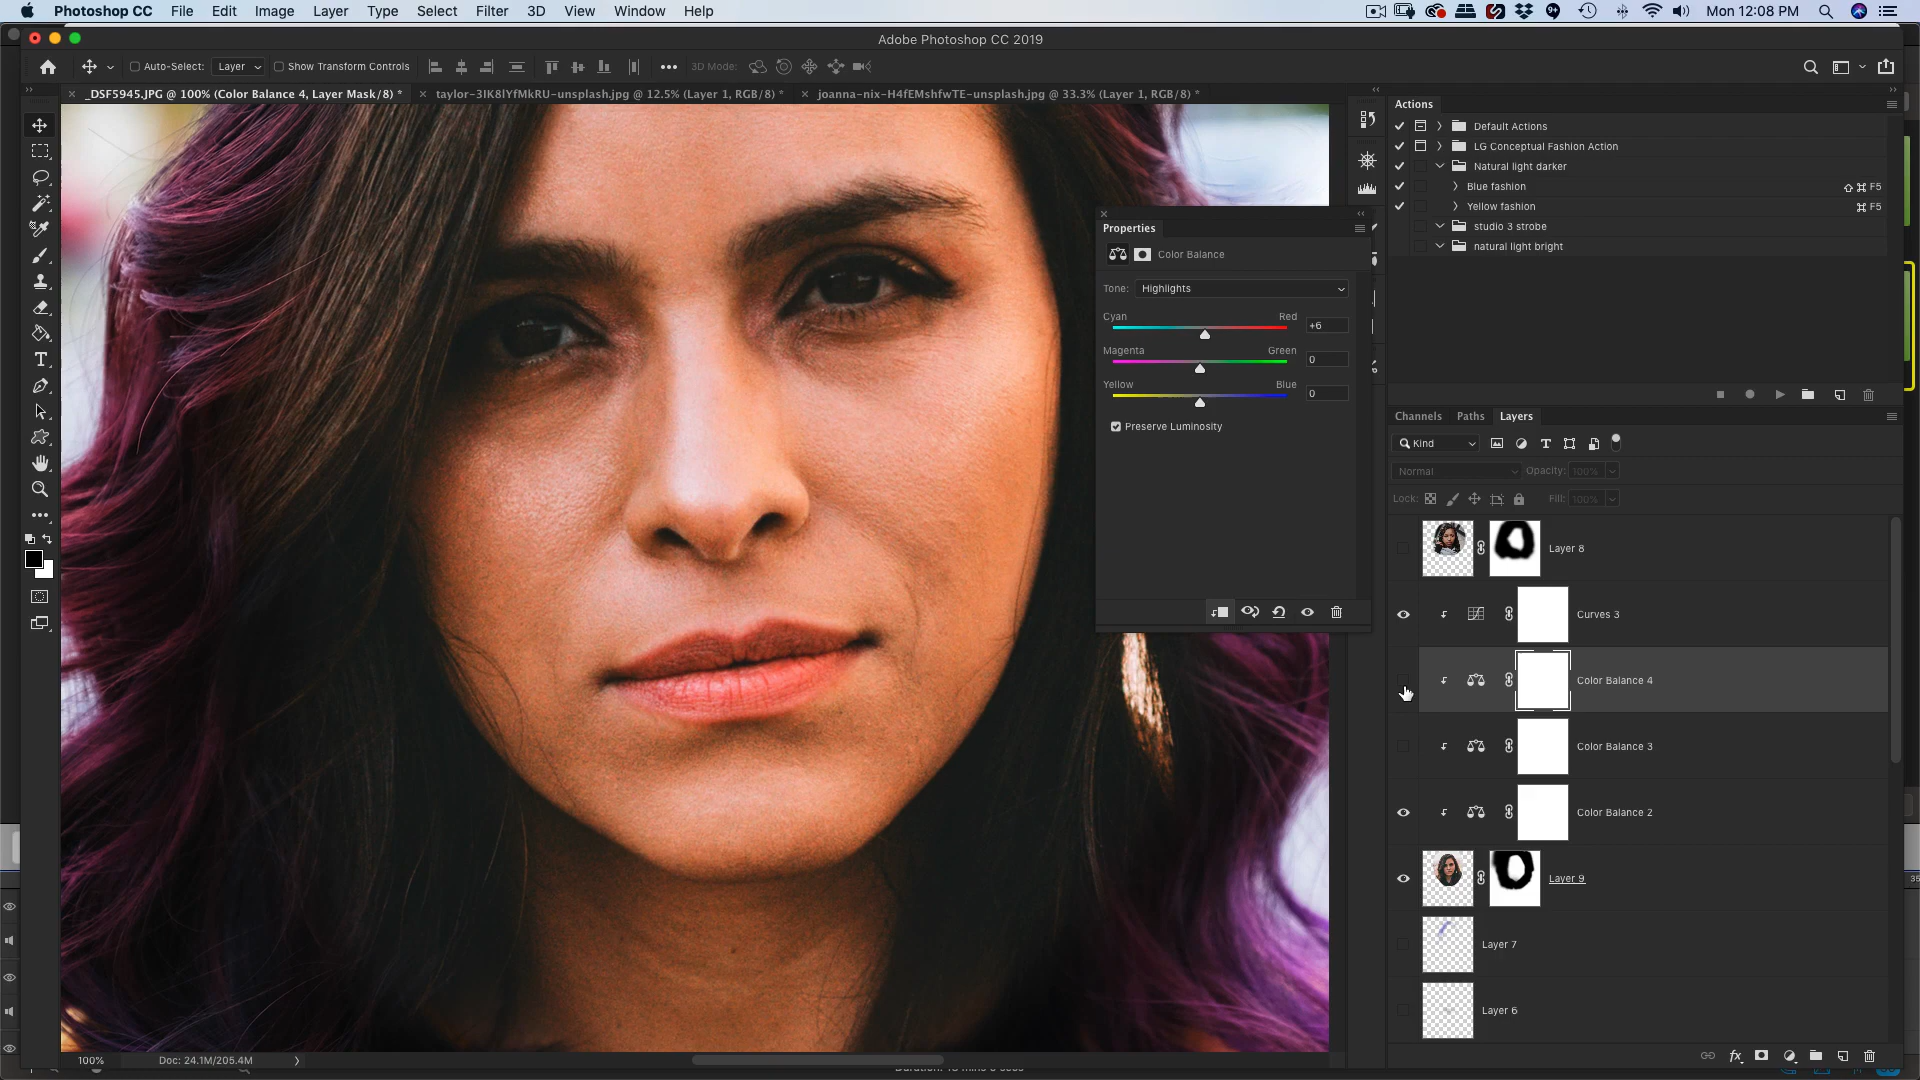 Photoshop CC File Edit Image Layer Type Select Filter 3D View Window Help Mon 12:08 PM
Adobe Photoshop CC 2019
Auto-Select: Layer Show Transform Controls 3D Mode:
_DSF5945.JPG @ 100% (Color Balance 4, Layer Mask/8) * taylor-3IK8lYfMkRU-unsplash.jpg @ 12.5% (Layer 1, RGB/8) * joanna-nix-H4fEMshfwTE-unsplash.jpg @ 33.3% (Layer 1, RGB/8) *
Actions
Default Actions
LG Conceptual Fashion Action
Natural light darker
Blue fashion ⇧⌘ F5
Yellow fashion ⌘ F5
studio 3 strobe
natural light bright
Properties
Color Balance
Tone: Highlights
Cyan Red +6
Magenta Green 0
Yellow Blue 0
Preserve Luminosity
Channels Paths Layers
Kind
Normal Opacity: 100%
Lock: Fill: 100%
Layer 8
Curves 3
Color Balance 4
Color Balance 3
Color Balance 2
Layer 9
Layer 7
Layer 6
fx
100% Doc: 24.1M/205.4M
35